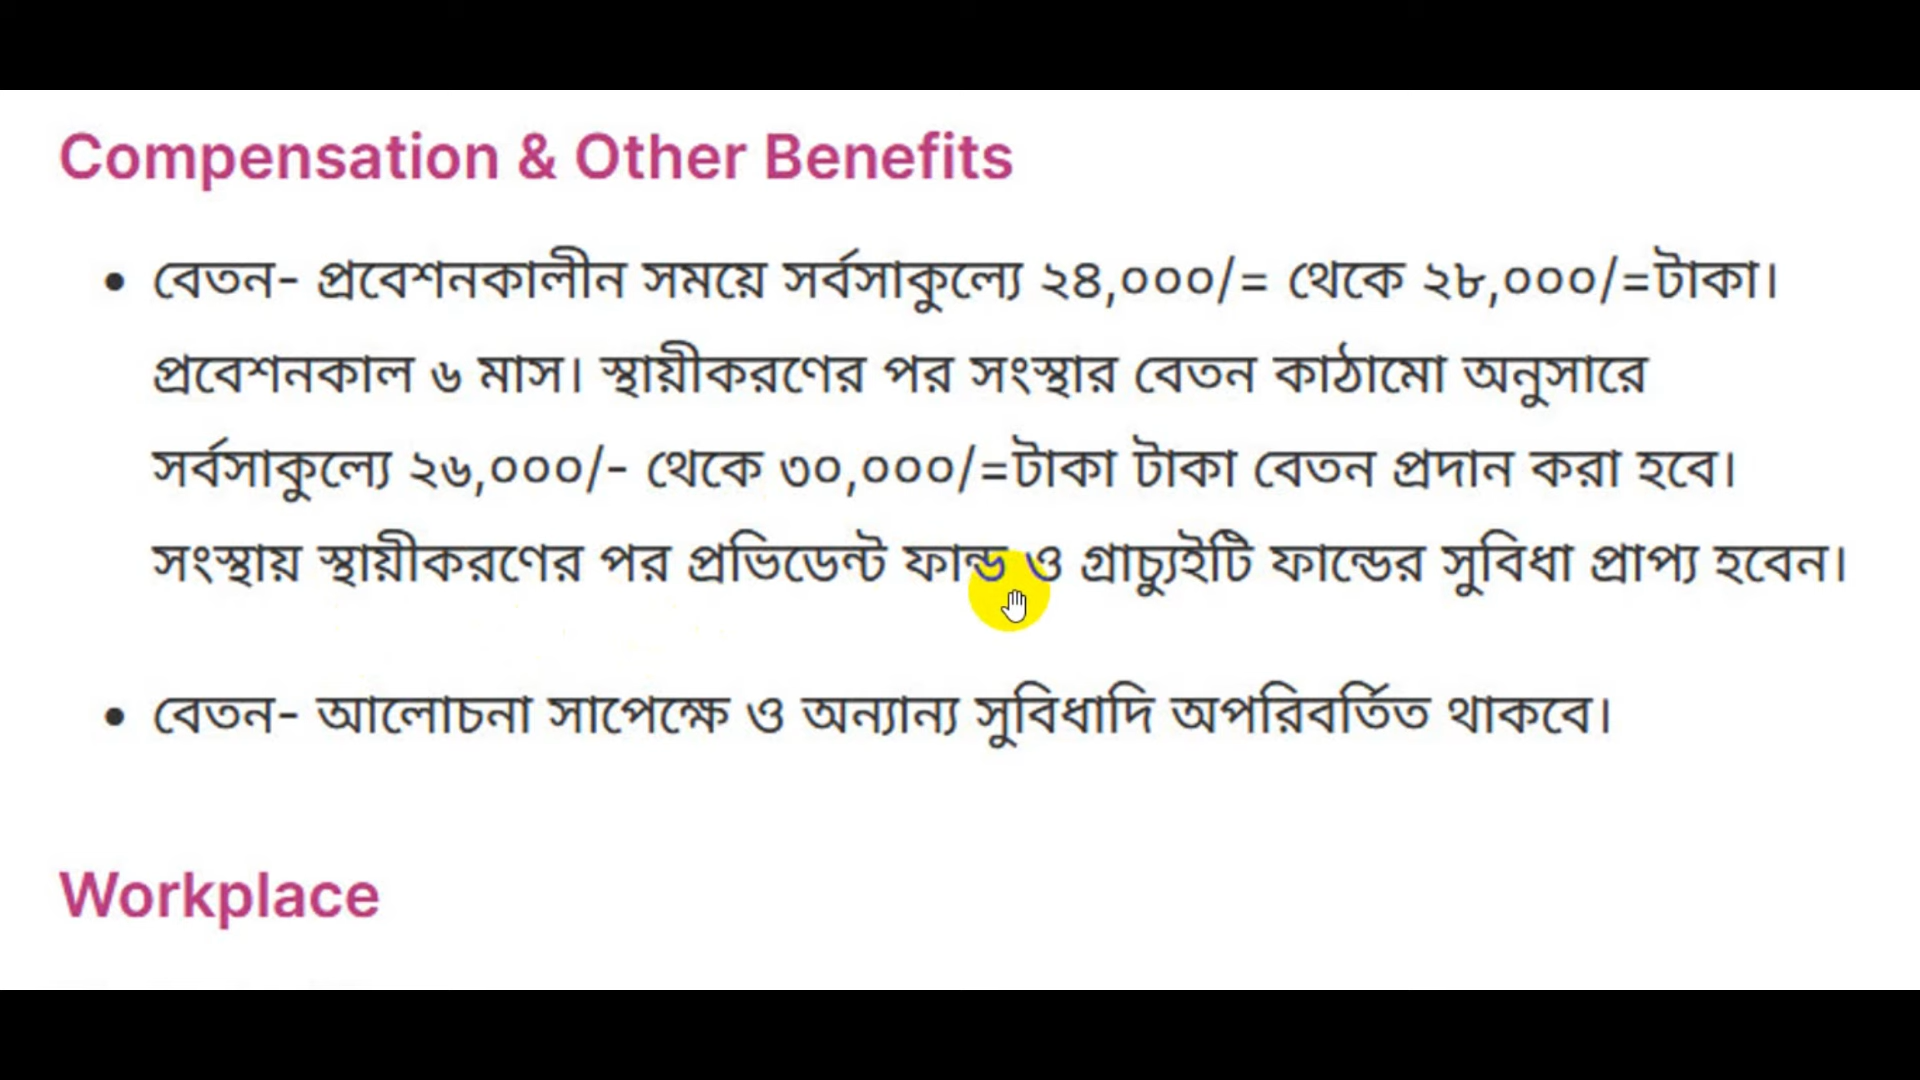 Compensation & Other Benefits
• বেতন- প্রবেশনকালীন সময়ে সর্বসাকুল্যে ২৪,০০০/= থেকে ২৮,০০০/=টাকা।
প্রবেশনকাল ৬ মাস। স্থায়ীকরণের পর সংস্থার বেতন কাঠামো অনুসারে
সর্বসাকুল্যে ২৬,০০০/- থেকে ৩০,০০০/=টাকা টাকা বেতন প্রদান করা হবে।
সংস্থায় স্থায়ীকরণের পর প্রভিডেন্ট ফান্ড ও গ্রাচ্যুইটি ফান্ডের সুবিধা প্রাপ্য হবেন।
• বেতন- আলোচনা সাপেক্ষে ও অন্যান্য সুবিধাদি অপরিবর্তিত থাকবে।
Workplace